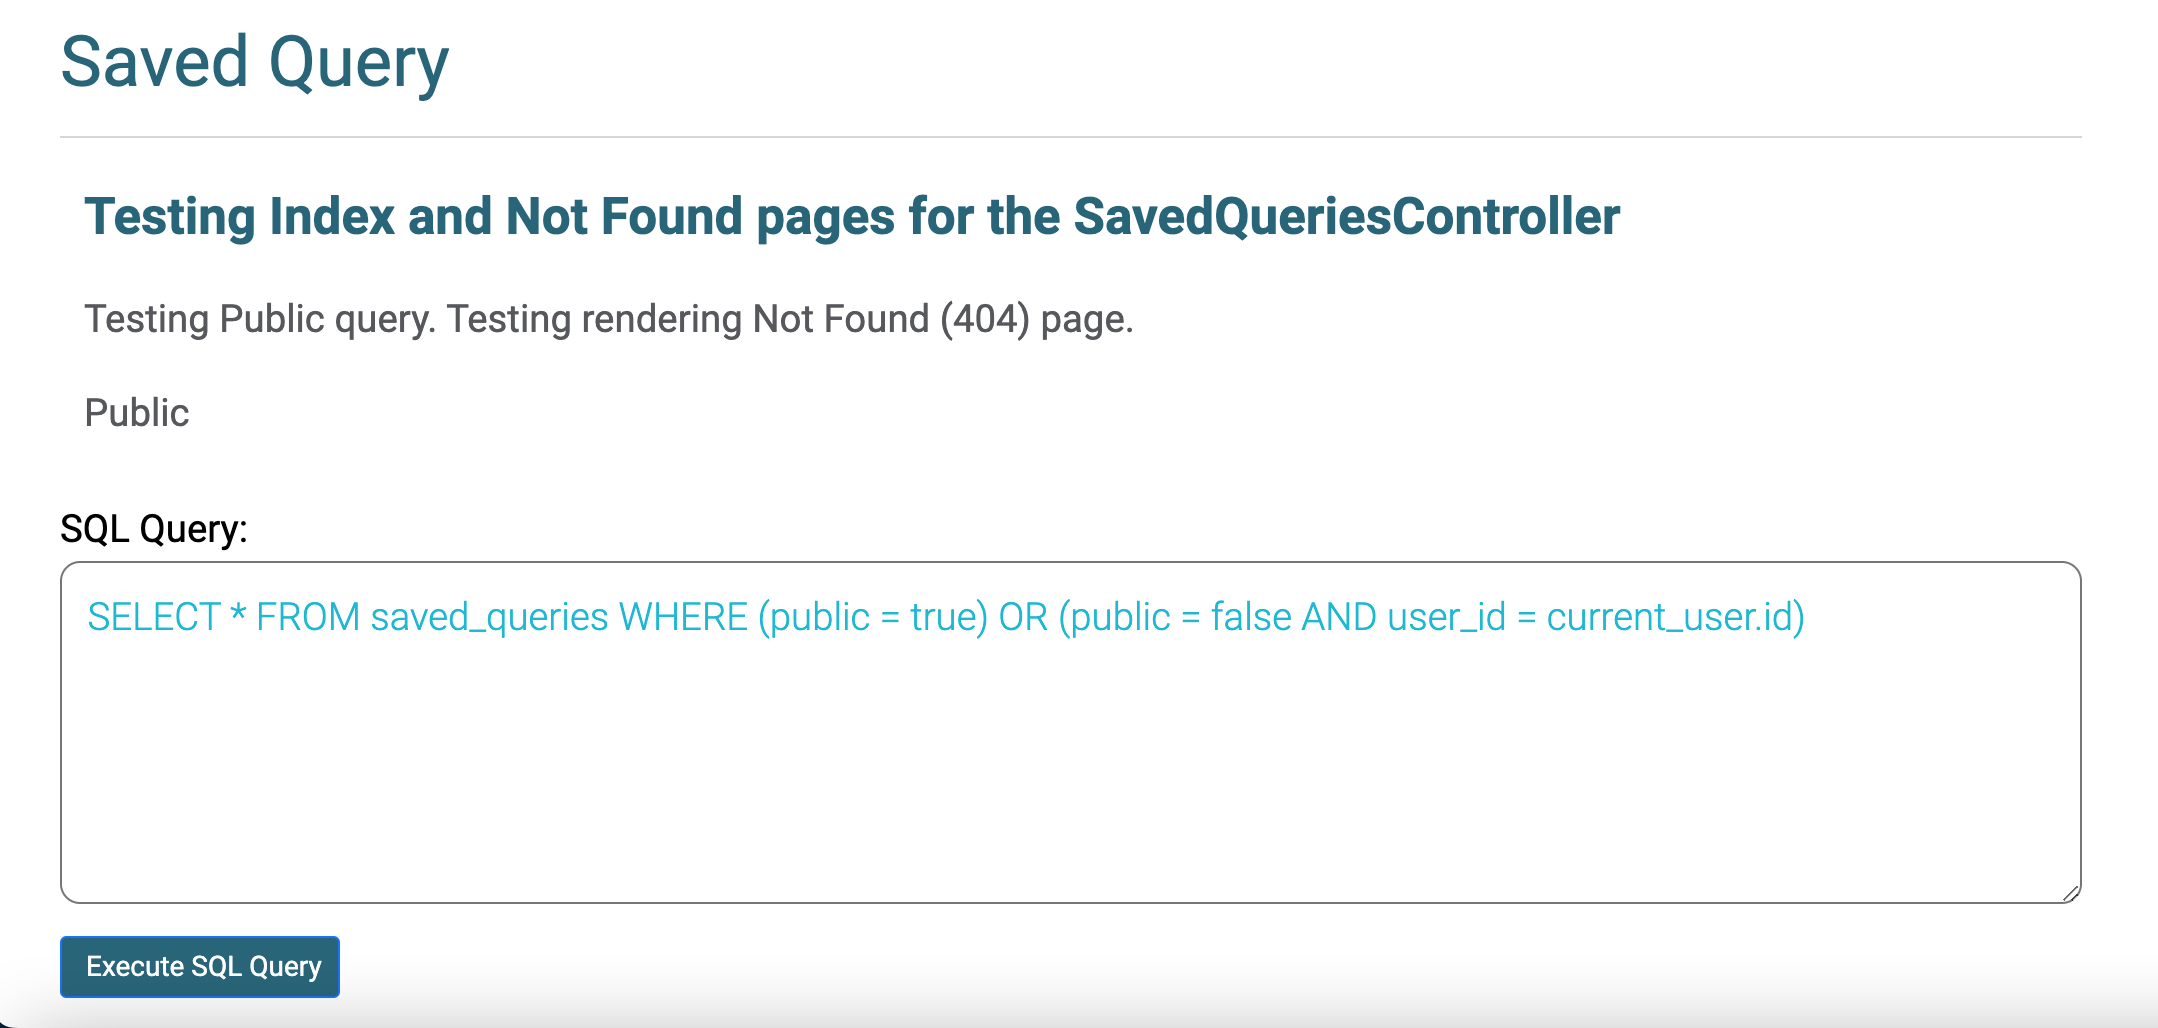 Saved Query
Testing Index and Not Found pages for the SavedQueriesController
Testing Public query. Testing rendering Not Found (404) page.
Public
SQL Query:
SELECT * FROM saved_queries WHERE (public = true) OR (public = false AND user_id = current_user.id)
Execute SQL Query